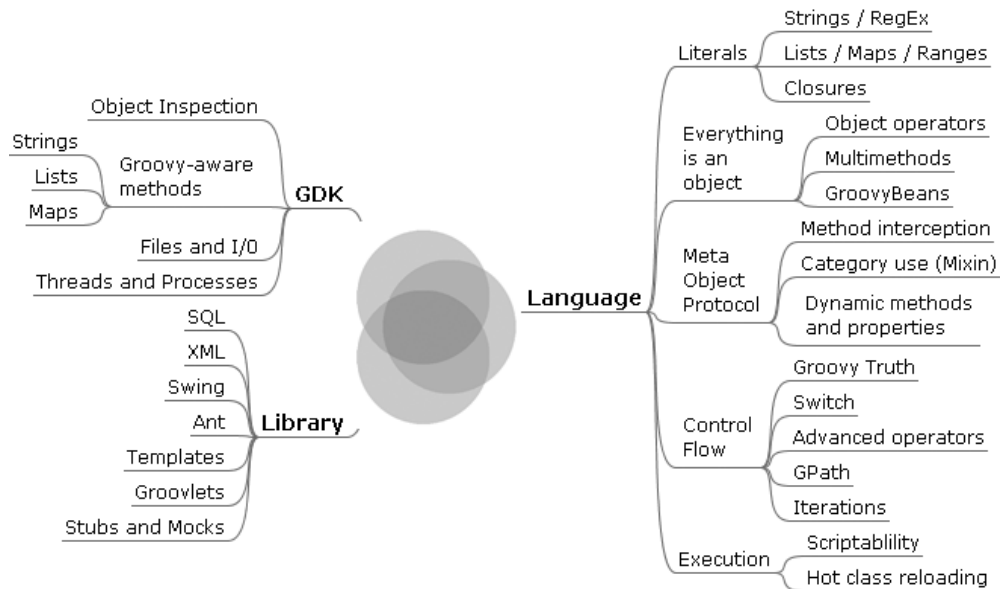 Object Inspection
Strings
Lists
Maps
Groovy-aware
methods
GDK
Files and I/0
Threads and Processes
SQL
XML
Swing
Ant
Templates
Groovlets
Stubs and Mocks
Library
Language
Literals
Strings / RegEx
Lists / Maps / Ranges
Closures
Everything
is an
object
Object operators
Multimethods
GroovyBeans
Meta
Object
Protocol
Method interception
Category use (Mixin)
Dynamic methods
and properties
Control
Flow
Groovy Truth
Switch
Advanced operators
GPath
Iterations
Execution
Scriptablility
Hot class reloading